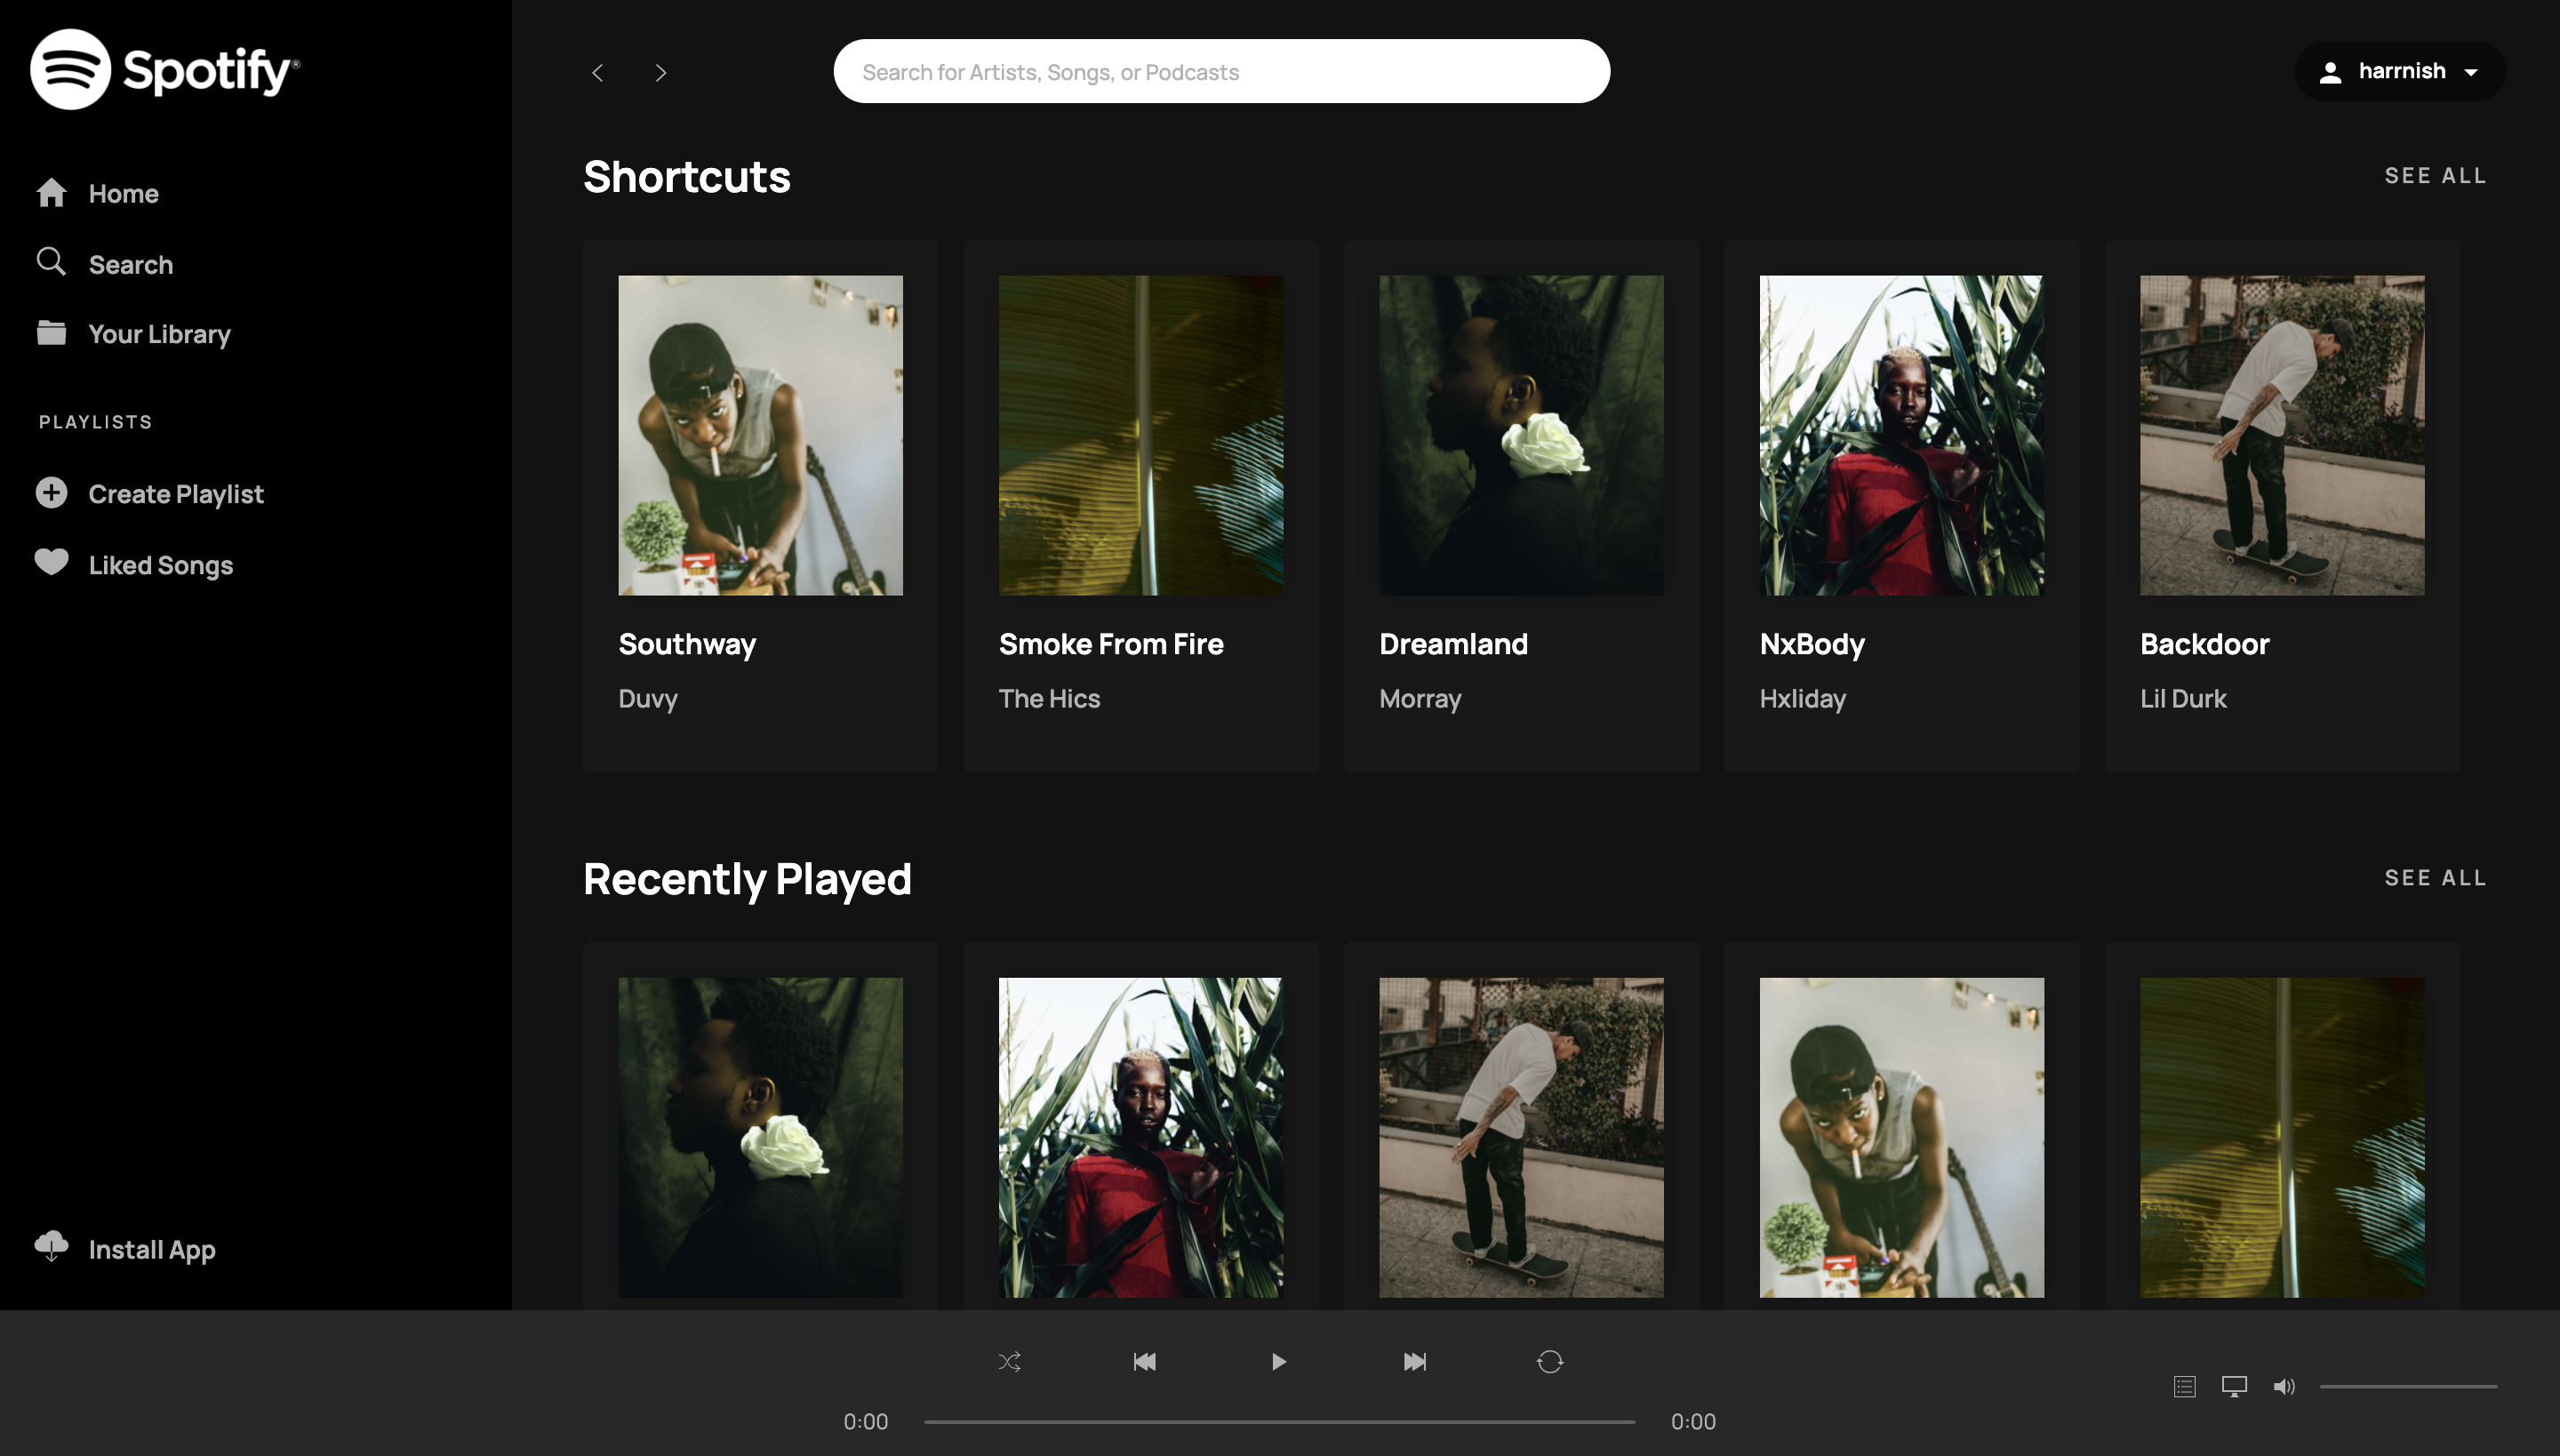 Spotify®
Home
Search
Your Library
PLAYLISTS
Create Playlist
Liked Songs
Install App
Search for Artists, Songs, or Podcasts
harrnish
Shortcuts
SEE ALL
Southway
Duvy
Smoke From Fire
The Hics
Dreamland
Morray
NxBody
Hxliday
Backdoor
Lil Durk
Recently Played
SEE ALL
0:00
0:00